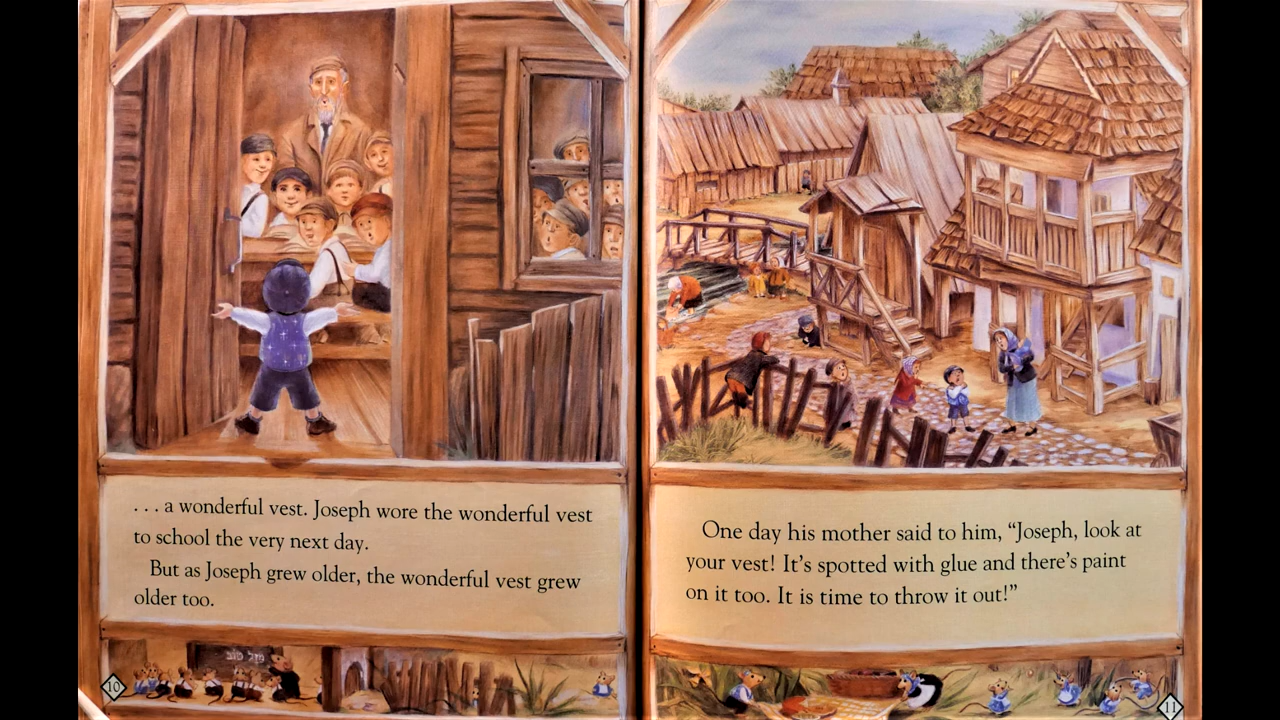 . . . a wonderful vest. Joseph wore the wonderful vest
to school the very next day.
But as Joseph grew older, the wonderful vest grew
older too.
מזל טוב
10
One day his mother said to him, “Joseph, look at
your vest! It’s spotted with glue and there’s paint
on it too. It is time to throw it out!”
11